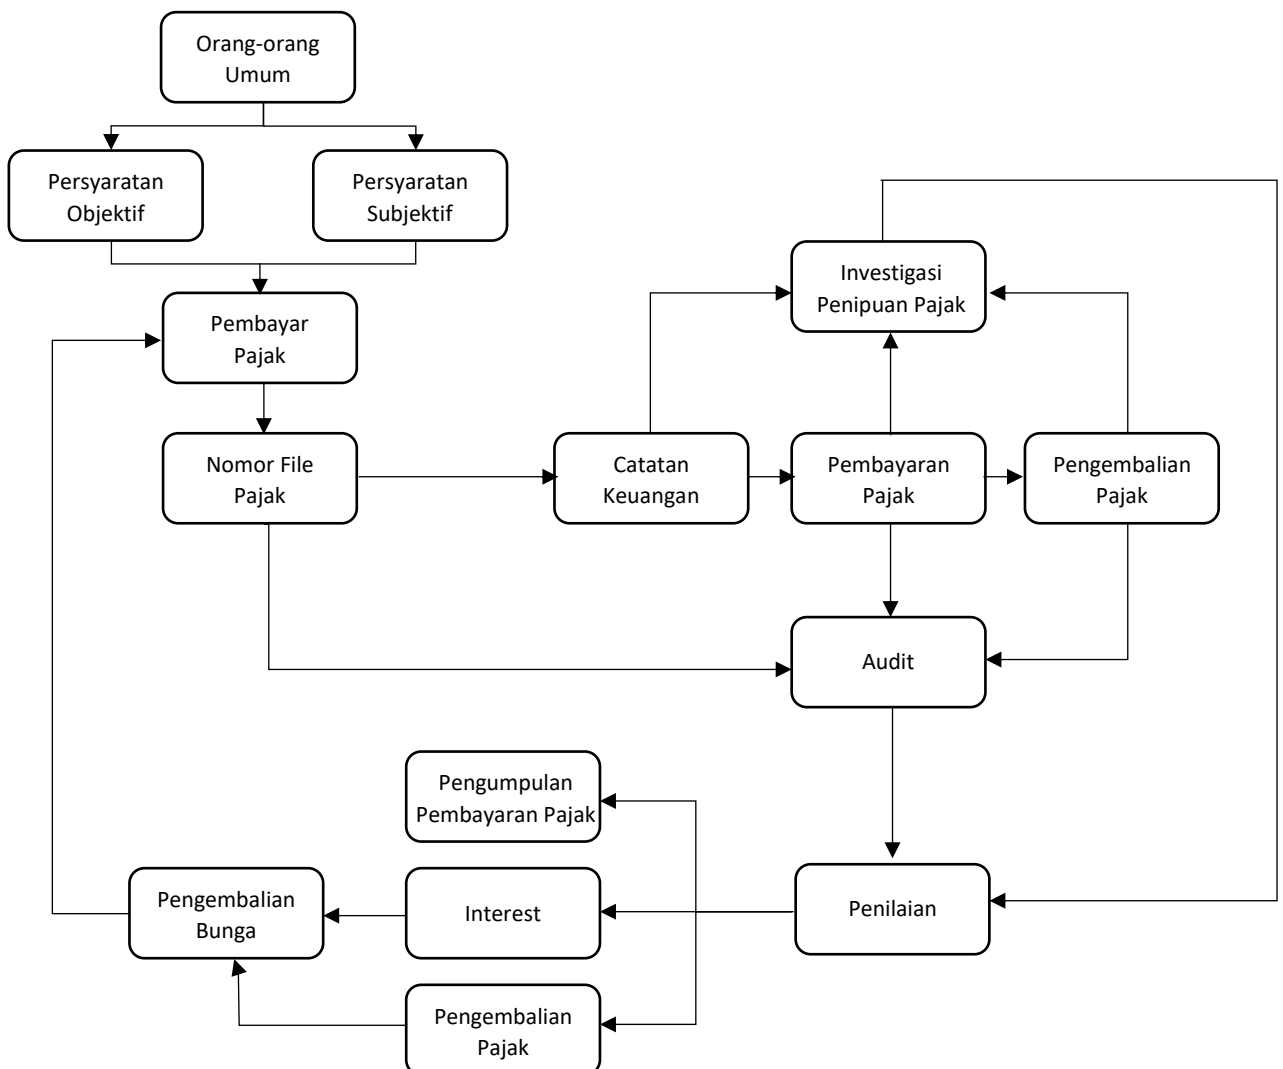 Orang-orang
Umum
Persyaratan
Objektif
Persyaratan
Subjektif
Investigasi
Penipuan Pajak
Pembayar
Pajak
Nomor File
Pajak
Catatan
Keuangan
Pembayaran
Pajak
Pengembalian
Pajak
Audit
Pengumpulan
Pembayaran Pajak
Pengembalian
Bunga
Interest
Penilaian
Pengembalian
Pajak